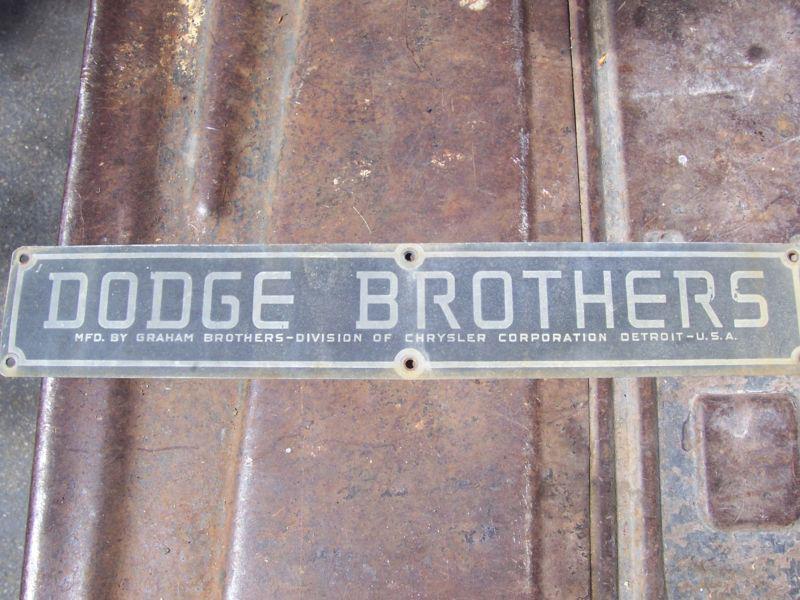 DODGE BROTHERS
MFD. BY GRAHAM BROTHERS-DIVISION OF CHRYSLER CORPORATION DETROIT-U.S.A.